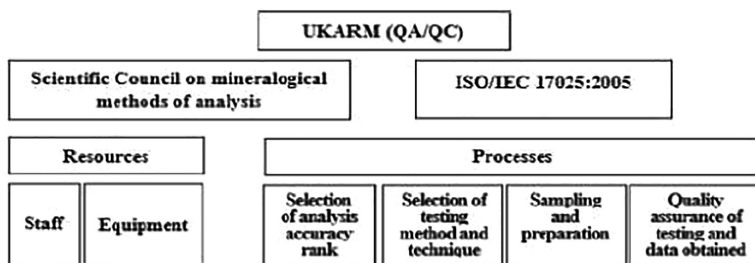 UKARM (QA/QC)
Scientific Council on mineralogical
methods of analysis
ISO/IEC 17025:2005
Resources
Processes
Staff
Equipment
Selection
of analysis
accuracy
rank
Selection of
testing
method and
technique
Sampling
and
preparation
Quality
assurance of
testing and
data obtained